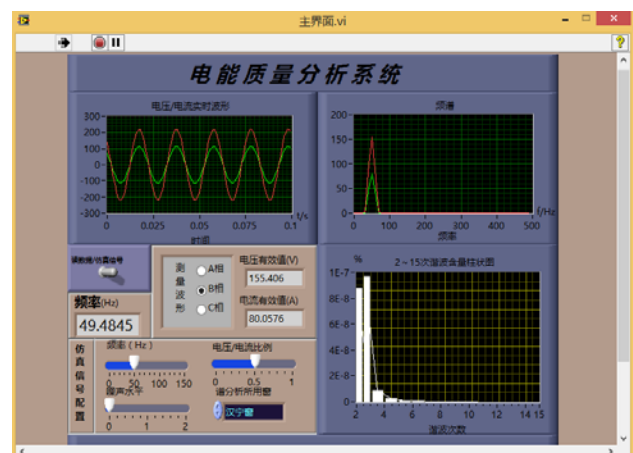 主界面.vi
电能质量分析系统
电压/电流实时波形
300
200
100
0
-100
-200
-300
0 0.025 0.05 0.075 0.1
t/s
时间
频谱
200
150
100
50
0
0 100 200 300 400 500
f/Hz
频率
读数据/仿真信号
频率(Hz)
49.4845
测量波形
A相
B相
C相
电压有效值(V)
155.406
电流有效值(A)
80.0576
仿真信号配置
频率(Hz)
0 50 100 150
电压/电流比例
0 0.5 1
噪声水平
0 1 2
谱分析所用窗
汉宁窗
%
2~15次谐波含量柱状图
1E-7
8E-8
6E-8
4E-8
2E-8
0
2 4 6 8 10 12 14 15
谐波次数